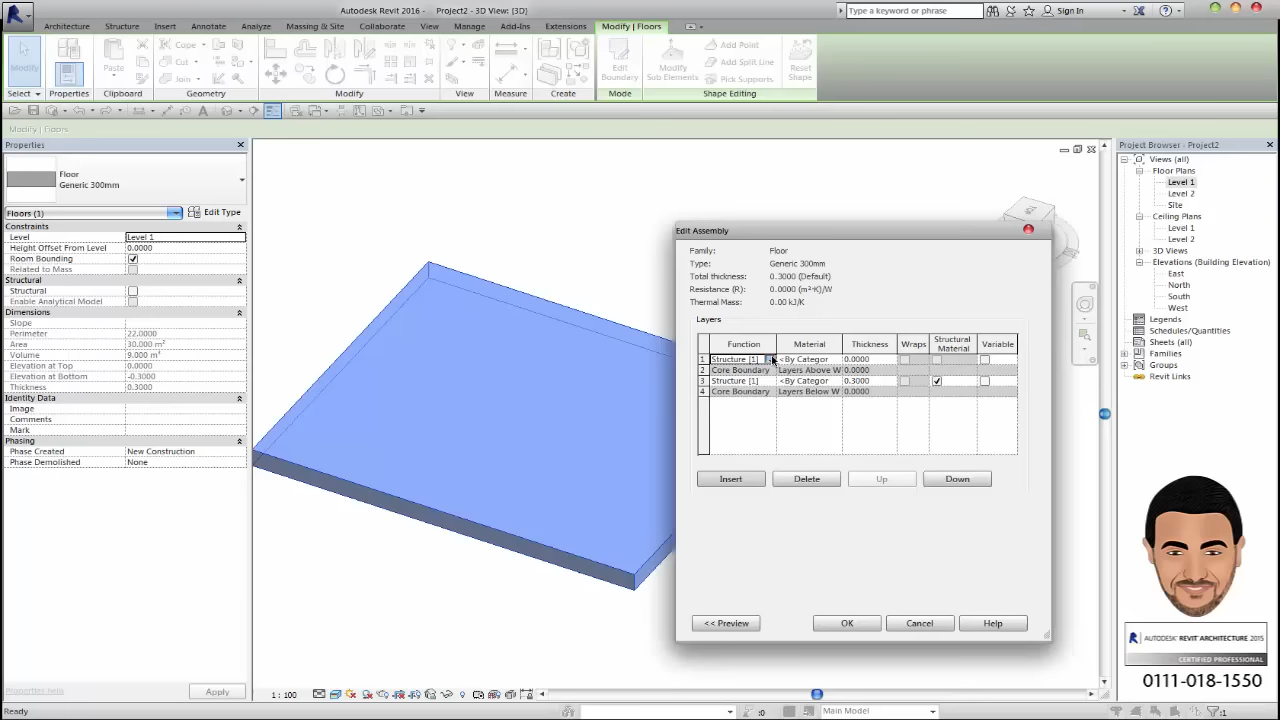 Autodesk Revit 2016 - Project2 - 3D View: {3D}
Type a keyword or phrase
Sign In
Architecture Structure Insert Annotate Analyze Massing & Site Collaborate View Manage Add-Ins Extensions Modify | Floors
Modify
Properties
Paste
Cope
Cut
Join
Edit Boundary
Modify Sub Elements
Add Point
Add Split Line
Pick Supports
Reset Shape
Select Properties Clipboard Geometry Modify View Measure Create Mode Shape Editing
Modify | Floors
Properties
Floor
Generic 300mm
Floors (1) Edit Type
Constraints
Level Level 1
Height Offset From Level 0.0000
Room Bounding
Related to Mass
Structural
Structural
Enable Analytical Model
Dimensions
Slope
Perimeter 22.0000
Area 30.000 m²
Volume 9.000 m³
Elevation at Top 0.0000
Elevation at Bottom -0.3000
Thickness 0.3000
Identity Data
Image
Comments
Mark
Phasing
Phase Created New Construction
Phase Demolished None
Properties help Apply
Edit Assembly
Family: Floor
Type: Generic 300mm
Total thickness: 0.3000 (Default)
Resistance (R): 0.0000 (m²·K)/W
Thermal Mass: 0.00 kJ/K
Layers
Function Material Thickness Wraps Structural Material Variable
1 Structure [1] <By Categor 0.0000
2 Core Boundary Layers Above W 0.0000
3 Structure [1] <By Categor 0.3000
4 Core Boundary Layers Below W 0.0000
Insert Delete Up Down
<< Preview OK Cancel Help
Project Browser - Project2
Views (all)
Floor Plans
Level 1
Level 2
Site
Ceiling Plans
Level 1
Level 2
3D Views
Elevations (Building Elevation)
East
North
South
West
Legends
Schedules/Quantities
Sheets (all)
Families
Groups
Revit Links
AUTODESK REVIT ARCHITECTURE 2015
CERTIFIED PROFESSIONAL
0111-018-1550
1 : 100
Ready
:0
Main Model
:1